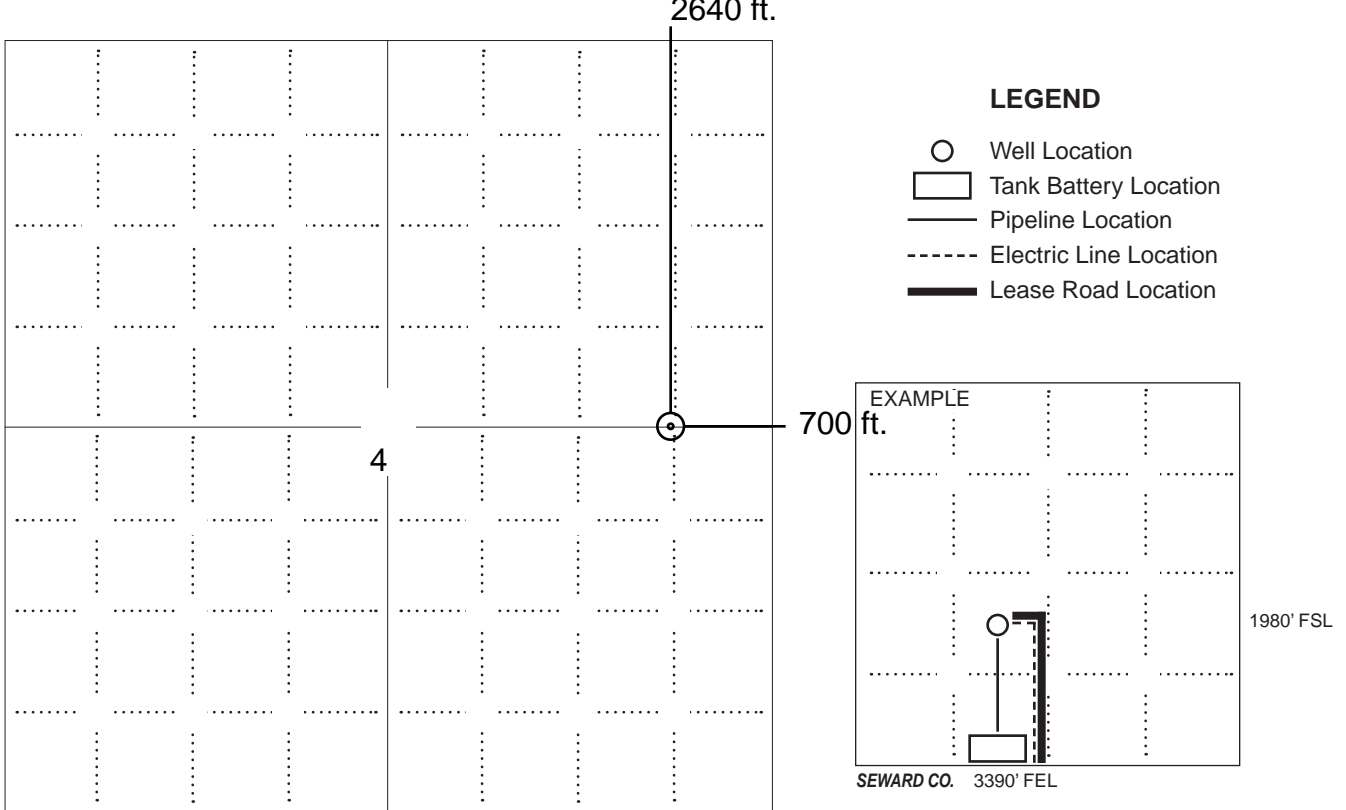 2640 ft.
LEGEND
Well Location
Tank Battery Location
Pipeline Location
Electric Line Location
Lease Road Location
EXAMPLE
700 ft.
4
1980' FSL
SEWARD CO. 3390' FEL